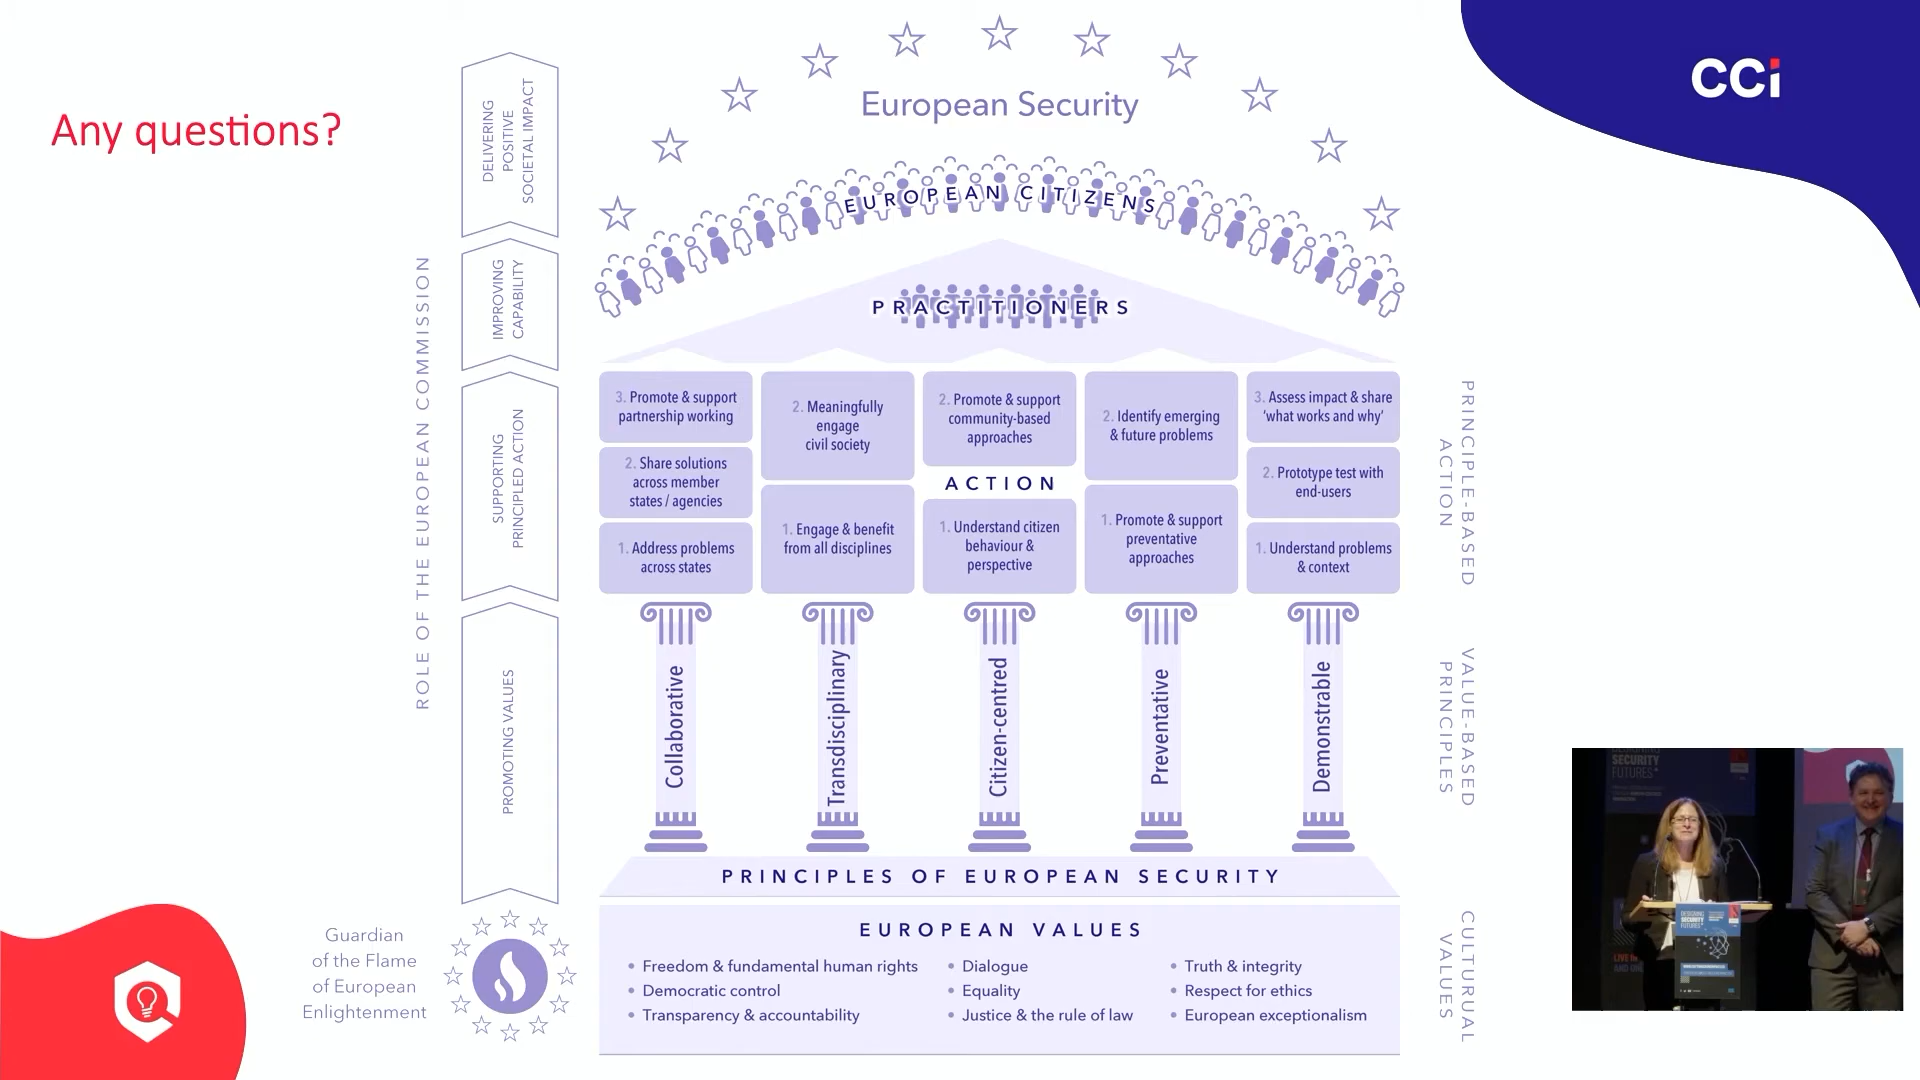 Any questions?
CCi
European Security
EUROPEAN CITIZENS
PRACTITIONERS
ROLE OF THE EUROPEAN COMMISSION
DELIVERING
POSITIVE
SOCIETAL IMPACT
IMPROVING
CAPABILITY
SUPPORTING
PRINCIPLED ACTION
PROMOTING VALUES
3. Promote & support
partnership working
2. Share solutions
across member
states / agencies
1. Address problems
across states
2. Meaningfully
engage
civil society
1. Engage & benefit
from all disciplines
2. Promote & support
community-based
approaches
ACTION
1. Understand citizen
behaviour &
perspective
2. Identify emerging
& future problems
1. Promote & support
preventative
approaches
3. Assess impact & share
‘what works and why’
2. Prototype test with
end-users
1. Understand problems
& context
PRINCIPLE-BASED
ACTION
Collaborative
Transdisciplinary
Citizen-centred
Preventative
Demonstrable
VALUE-BASED
PRINCIPLES
PRINCIPLES OF EUROPEAN SECURITY
EUROPEAN VALUES
• Freedom & fundamental human rights
• Democratic control
• Transparency & accountability
• Dialogue
• Equality
• Justice & the rule of law
• Truth & integrity
• Respect for ethics
• European exceptionalism
CULTURUAL
VALUES
Guardian
of the Flame
of European
Enlightenment
DESIGNING
SECURITY
FUTURES
DESIGNING
SECURITY
FUTURES